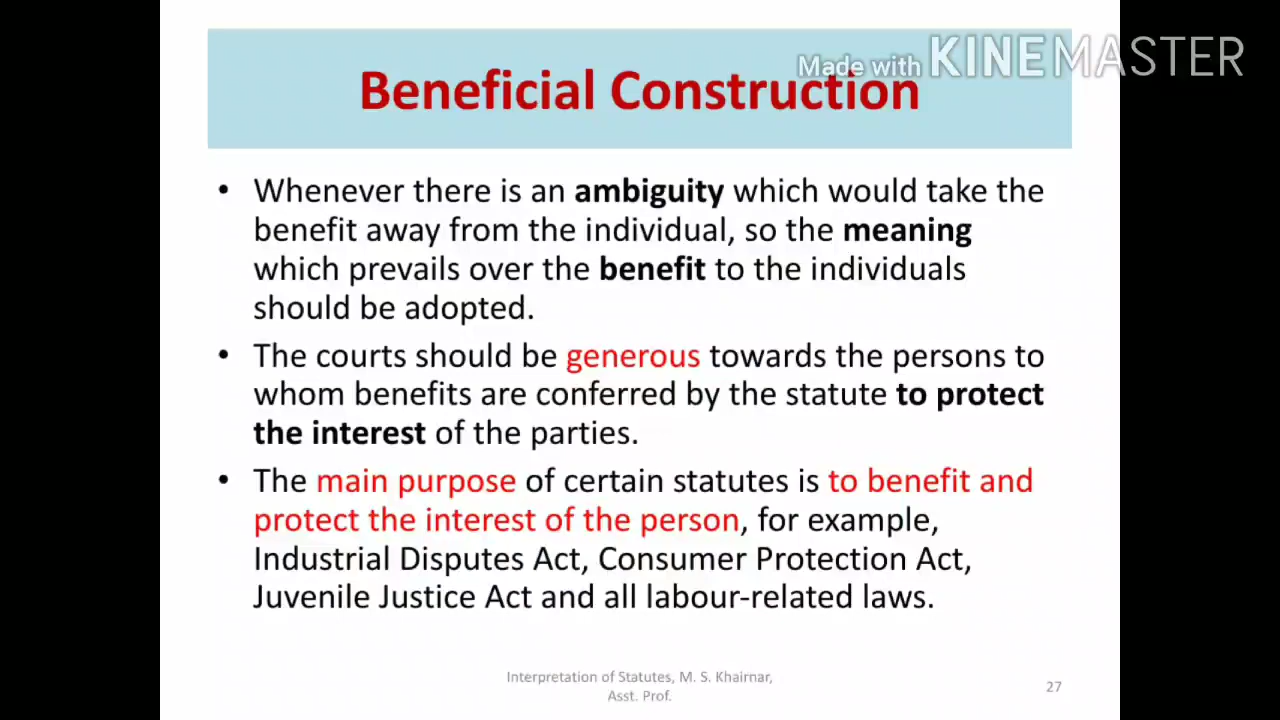 Made with KINEMASTER
Beneficial Construction
• Whenever there is an ambiguity which would take the
benefit away from the individual, so the meaning
which prevails over the benefit to the individuals
should be adopted.
• The courts should be generous towards the persons to
whom benefits are conferred by the statute to protect
the interest of the parties.
• The main purpose of certain statutes is to benefit and
protect the interest of the person, for example,
Industrial Disputes Act, Consumer Protection Act,
Juvenile Justice Act and all labour-related laws.
Interpretation of Statutes, M. S. Khairnar,
Asst. Prof.
27